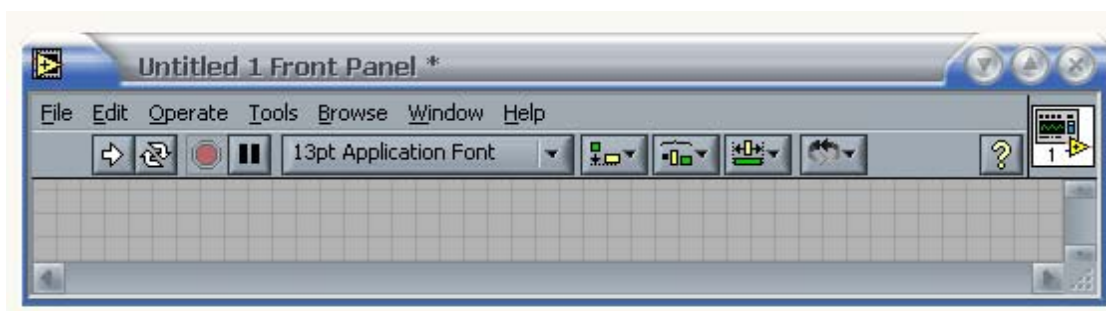 Untitled 1 Front Panel *
File Edit Operate Tools Browse Window Help
13pt Application Font
?
1